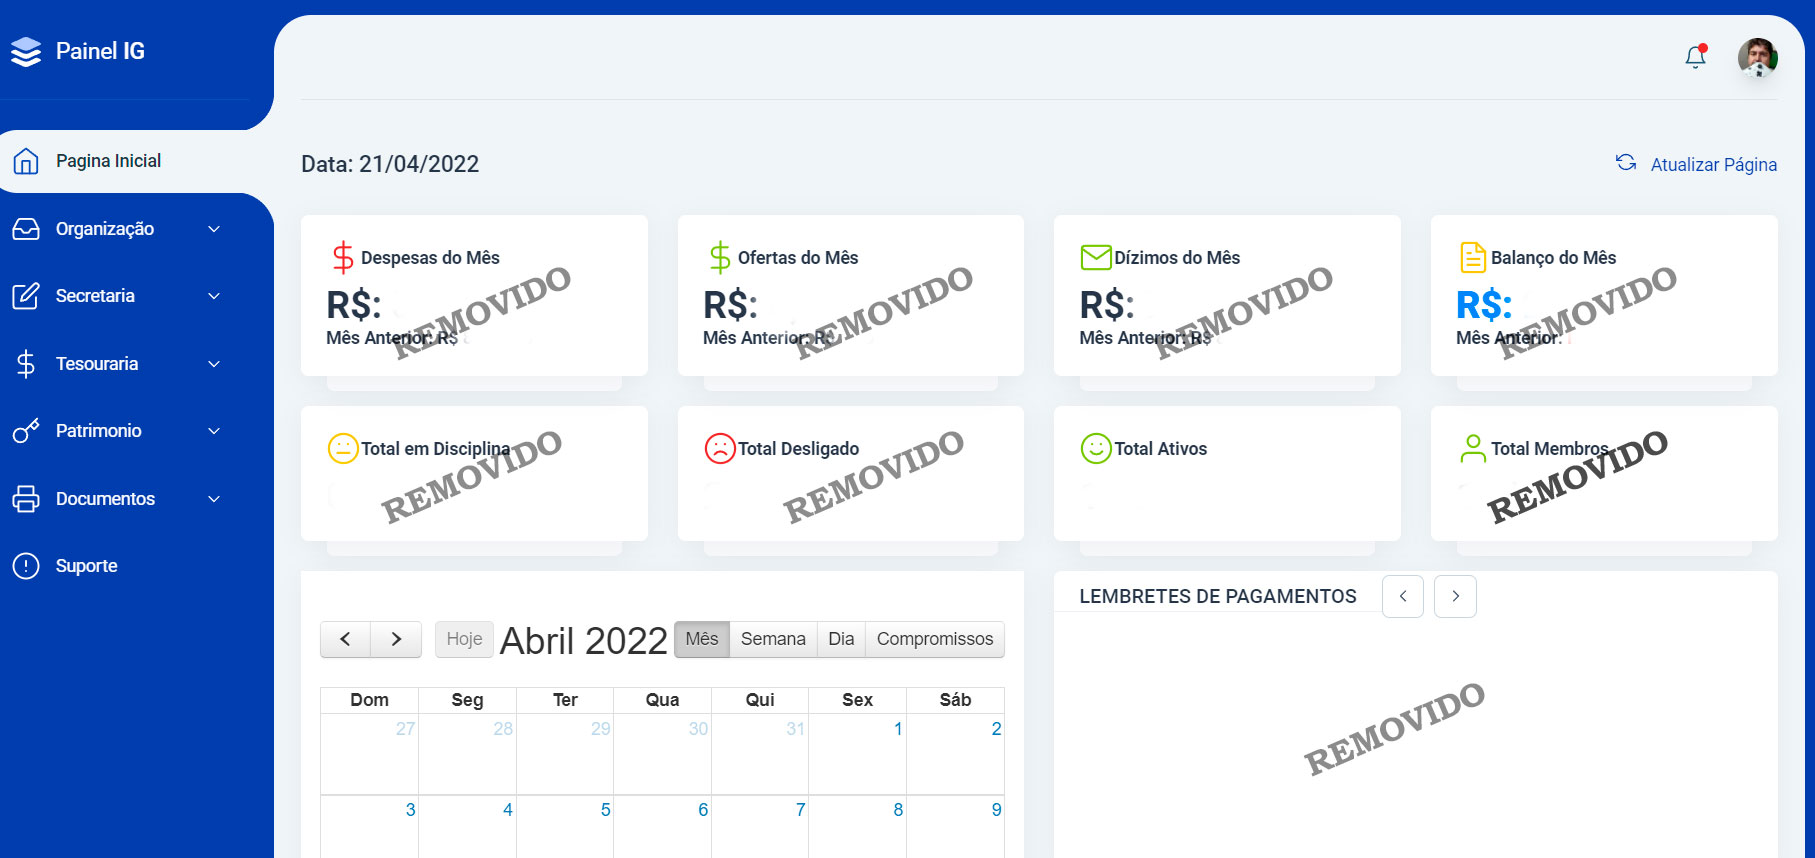 Painel IG
Pagina Inicial
Organização
Secretaria
Tesouraria
Patrimonio
Documentos
Suporte
Data: 21/04/2022
Atualizar Página
Despesas do Mês
R$:
Mês Anterior: R$
REMOVIDO
Ofertas do Mês
R$:
Mês Anterior: R$
REMOVIDO
Dízimos do Mês
R$:
Mês Anterior: R$
REMOVIDO
Balanço do Mês
R$:
Mês Anterior:
REMOVIDO
Total em Disciplina
REMOVIDO
Total Desligado
REMOVIDO
Total Ativos
Total Membros
REMOVIDO
Hoje
Abril 2022
Mês Semana Dia Compromissos
Dom Seg Ter Qua Qui Sex Sáb
27 28 29 30 31 1 2
3 4 5 6 7 8 9
LEMBRETES DE PAGAMENTOS
REMOVIDO